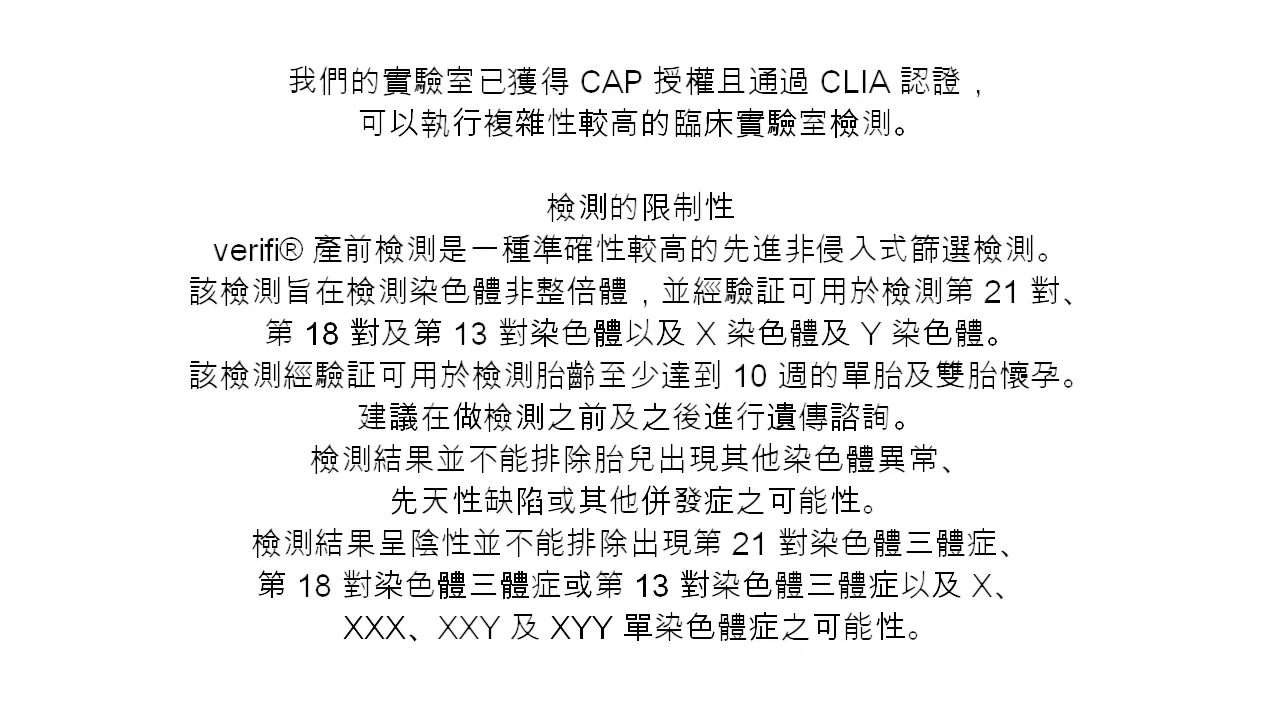 我們的實驗室已獲得 CAP 授權且通過 CLIA 認證，
可以執行複雜性較高的臨床實驗室檢測。
檢測的限制性
verifi® 產前檢測是一種準確性較高的先進非侵入式篩選檢測。
該檢測旨在檢測染色體非整倍體，並經驗証可用於檢測第 21 對、
第 18 對及第 13 對染色體以及 X 染色體及 Y 染色體。
該檢測經驗証可用於檢測胎齡至少達到 10 週的單胎及雙胎懷孕。
建議在做檢測之前及之後進行遺傳諮詢。
檢測結果並不能排除胎兒出現其他染色體異常、
先天性缺陷或其他併發症之可能性。
檢測結果呈陰性並不能排除出現第 21 對染色體三體症、
第 18 對染色體三體症或第 13 對染色體三體症以及 X、
XXX、XXY 及 XYY 單染色體症之可能性。